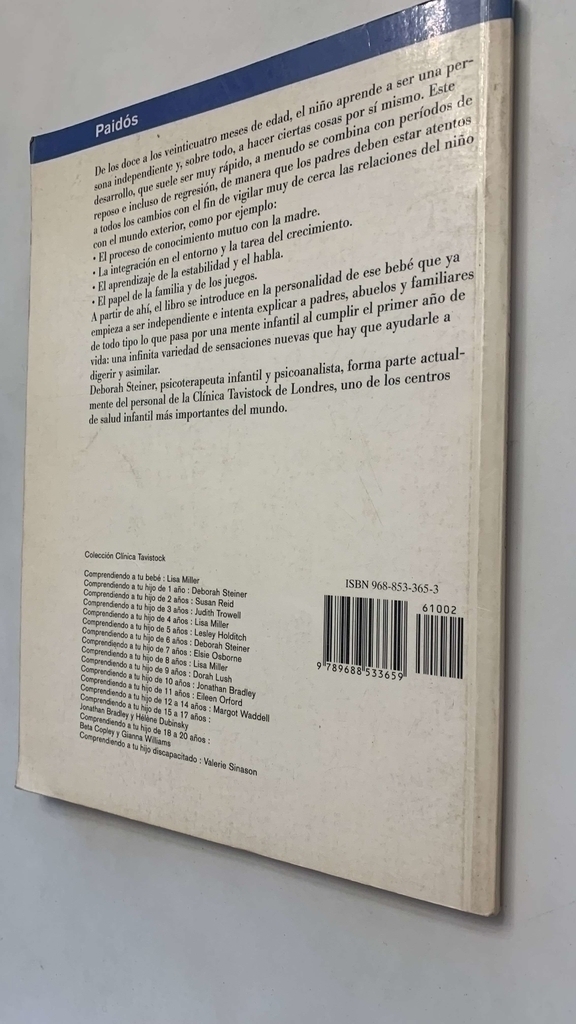 Paidós
De los doce a los veinticuatro meses de edad, el niño aprende a ser una per-
sona independiente y, sobre todo, a hacer ciertas cosas por sí mismo. Este
desarrollo, que suele ser muy rápido, a menudo se combina con períodos de
reposo e incluso de regresión, de manera que los padres deben estar atentos
a todos los cambios con el fin de vigilar muy de cerca las relaciones del niño
con el mundo exterior, como por ejemplo:
• El proceso de conocimiento mutuo con la madre.
• La integración en el entorno y la tarea del crecimiento.
• El aprendizaje de la estabilidad y el habla.
• El papel de la familia y de los juegos.
A partir de ahí, el libro se introduce en la personalidad de ese bebé que ya
empieza a ser independiente e intenta explicar a padres, abuelos y familiares
de todo tipo lo que pasa por una mente infantil al cumplir el primer año de
vida: una infinita variedad de sensaciones nuevas que hay que ayudarle a
digerir y asimilar.
Deborah Steiner, psicoterapeuta infantil y psicoanalista, forma parte actual-
mente del personal de la Clínica Tavistock de Londres, uno de los centros
de salud infantil más importantes del mundo.
Colección Clínica Tavistock
Comprendiendo a tu bebé : Lisa Miller
Comprendiendo a tu hijo de 1 año : Deborah Steiner
Comprendiendo a tu hijo de 2 años : Susan Reid
Comprendiendo a tu hijo de 3 años : Judith Trowell
Comprendiendo a tu hijo de 4 años : Lisa Miller
Comprendiendo a tu hijo de 5 años : Lesley Holditch
Comprendiendo a tu hijo de 6 años : Deborah Steiner
Comprendiendo a tu hijo de 7 años : Elsie Osborne
Comprendiendo a tu hijo de 8 años : Lisa Miller
Comprendiendo a tu hijo de 9 años : Dorah Lush
Comprendiendo a tu hijo de 10 años : Jonathan Bradley
Comprendiendo a tu hijo de 11 años : Eileen Orford
Comprendiendo a tu hijo de 12 a 14 años : Margot Waddell
Comprendiendo a tu hijo de 15 a 17 años :
Jonathan Bradley y Hélène Dubinsky
Comprendiendo a tu hijo de 18 a 20 años :
Beta Copley y Gianna Williams
Comprendiendo a tu hijo discapacitado : Valerie Sinason
ISBN 968-853-365-3
61002
9 789688 533659